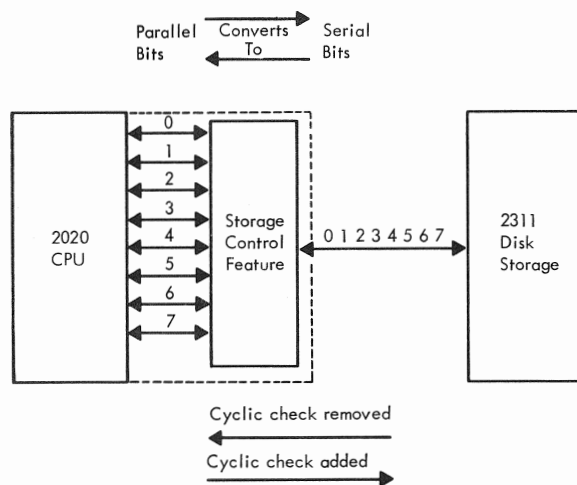 Parallel Bits
Converts To
Serial Bits
0
1
2
3
4
5
6
7
2020 CPU
Storage Control Feature
0 1 2 3 4 5 6 7
2311 Disk Storage
Cyclic check removed
Cyclic check added